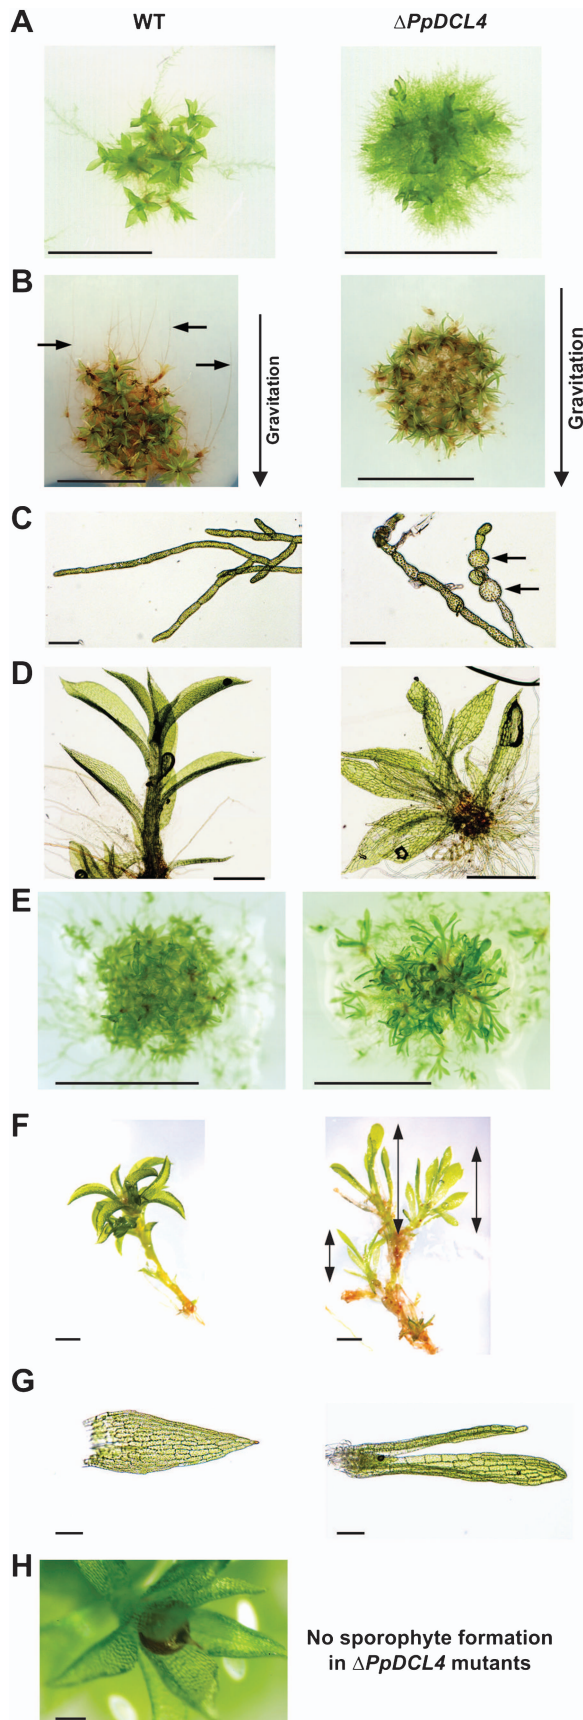 A
WT
ΔPpDCL4
B
Gravitation
Gravitation
C
D
E
F
G
H
No sporophyte formation
in ΔPpDCL4 mutants